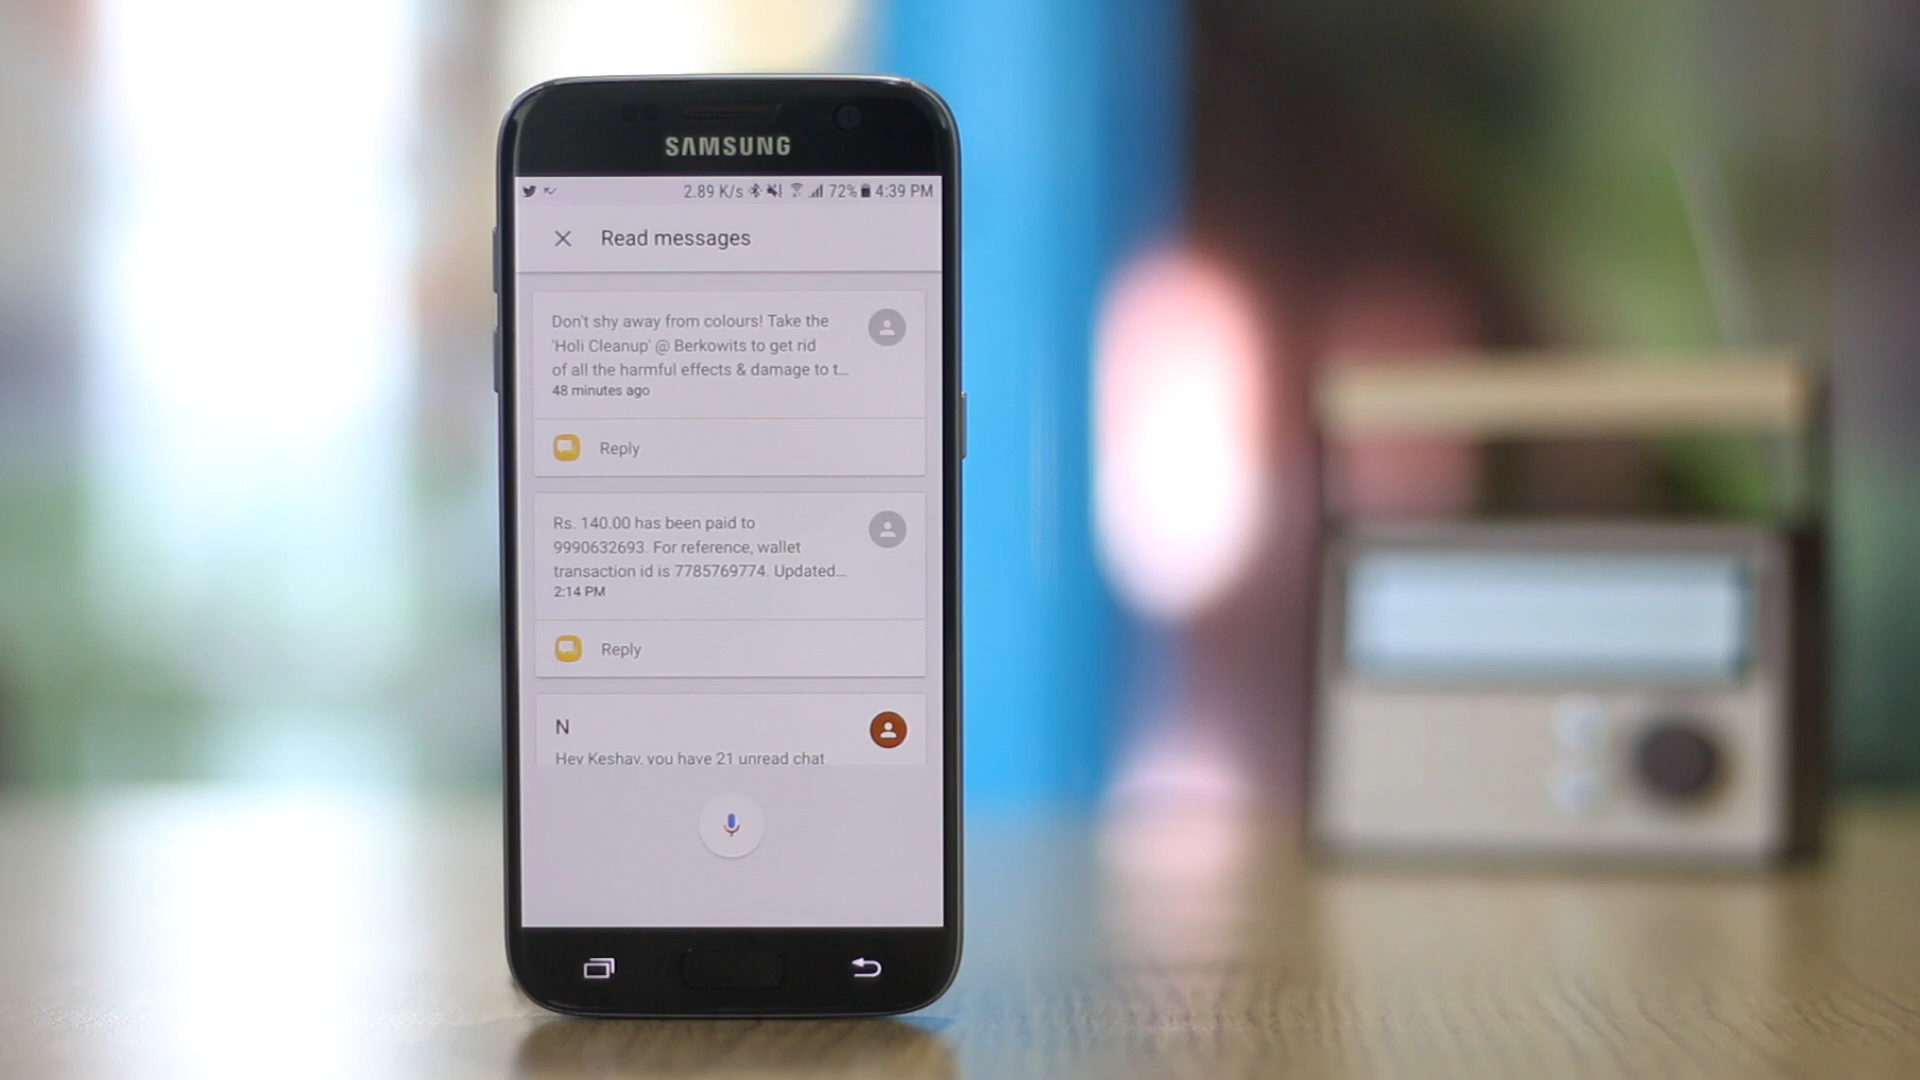 SAMSUNG
2.89 K/s 72% 4:39 PM
Read messages
Don't shy away from colours! Take the
'Holi Cleanup' @ Berkowits to get rid
of all the harmful effects & damage to t...
48 minutes ago
Reply
Rs. 140.00 has been paid to
9990632693. For reference, wallet
transaction id is 7785769774. Updated...
2:14 PM
Reply
N
Hey Keshav, you have 21 unread chat